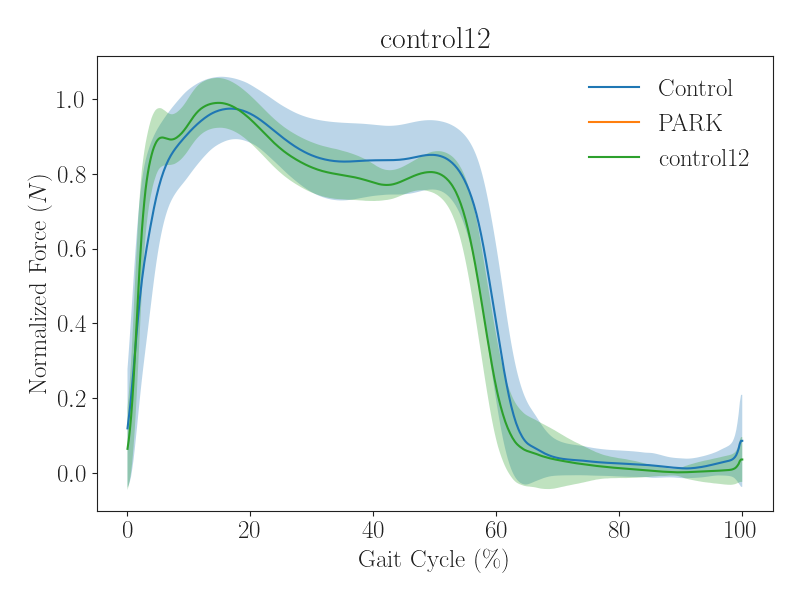 control12
Control
PARK
control12
Normalized Force (N)
1.0
0.8
0.6
0.4
0.2
0.0
0 20 40 60 80 100
Gait Cycle (%)